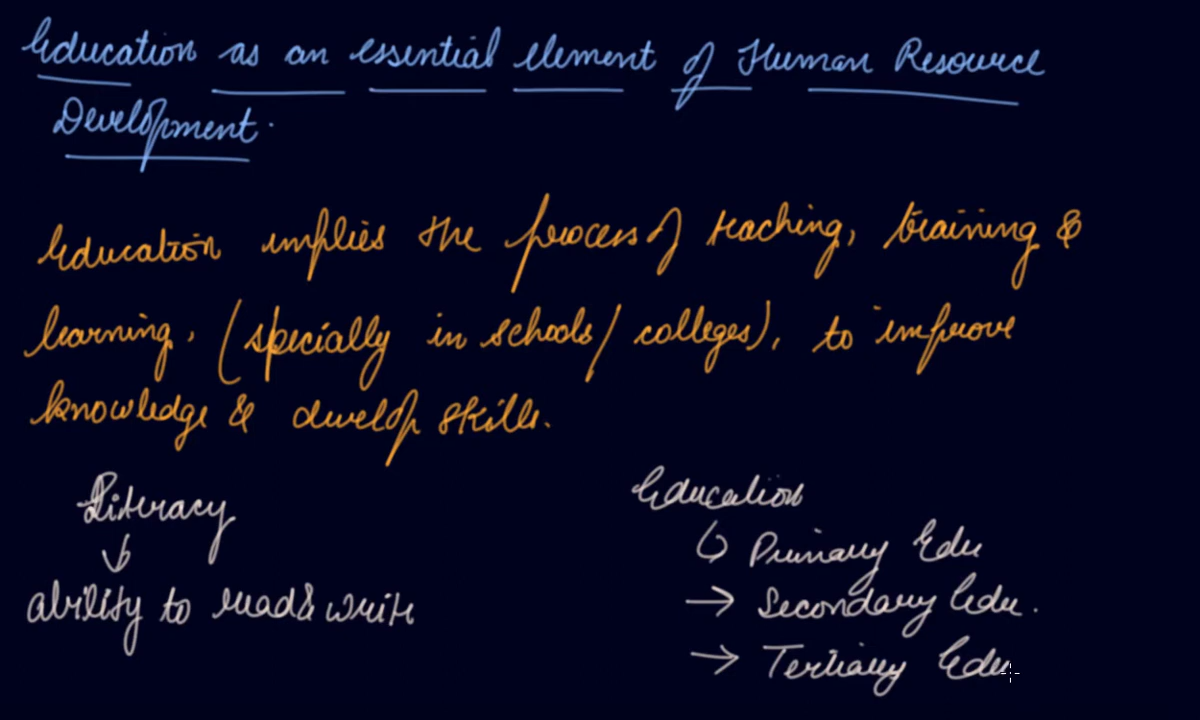 Education as an essential element of Human Resource
Development.
Education implies the process of teaching, training &
learning, (specially in schools/colleges), to improve
knowledge & develop skills.
Literacy
↓
ability to read & write
Education
↳ Primary Edu
→ Secondary Edu.
→ Tertiary Edu